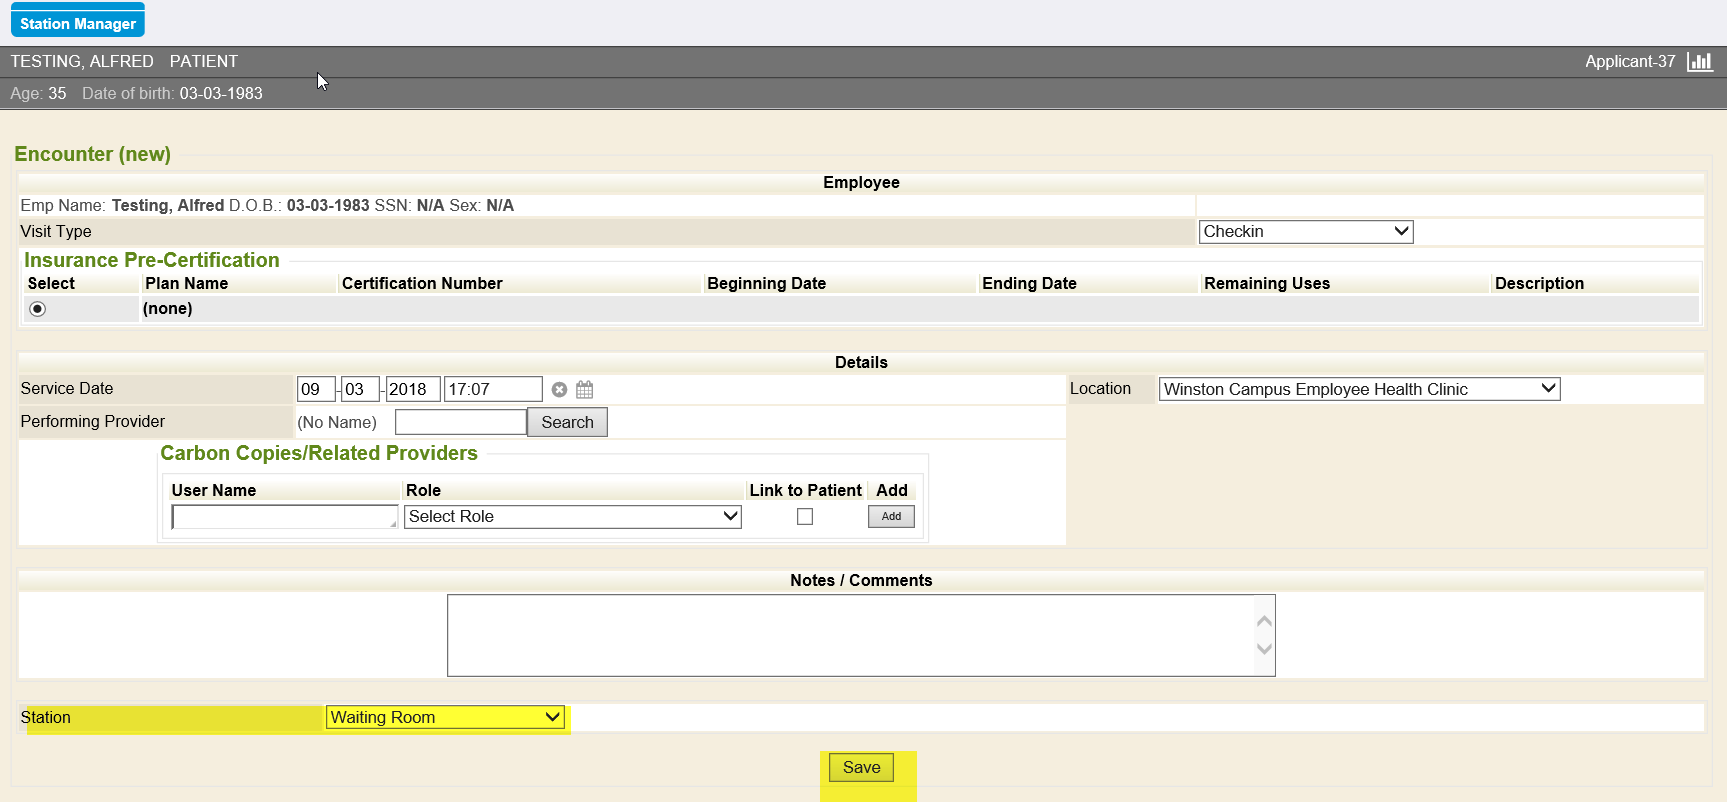 Station Manager
TESTING, ALFRED PATIENT Applicant-37
Age: 35 Date of birth: 03-03-1983
Encounter (new)
Employee
Emp Name: Testing, Alfred D.O.B.: 03-03-1983 SSN: N/A Sex: N/A
Visit Type Checkin
Insurance Pre-Certification
Select Plan Name Certification Number Beginning Date Ending Date Remaining Uses Description
(none)
Details
Service Date 09 - 03 - 2018 17:07 Location Winston Campus Employee Health Clinic
Performing Provider (No Name) Search
Carbon Copies/Related Providers
User Name Role Link to Patient Add
Select Role Add
Notes / Comments
Station Waiting Room
Save